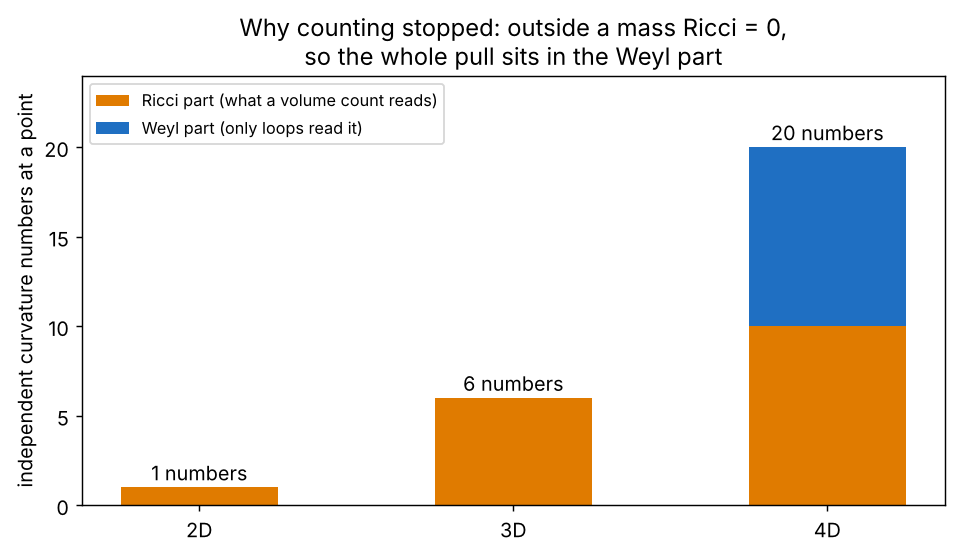 Why counting stopped: outside a mass Ricci = 0,
so the whole pull sits in the Weyl part
Ricci part (what a volume count reads)
Weyl part (only loops read it)
independent curvature numbers at a point
20
15
10
5
0
1 numbers
6 numbers
20 numbers
2D
3D
4D